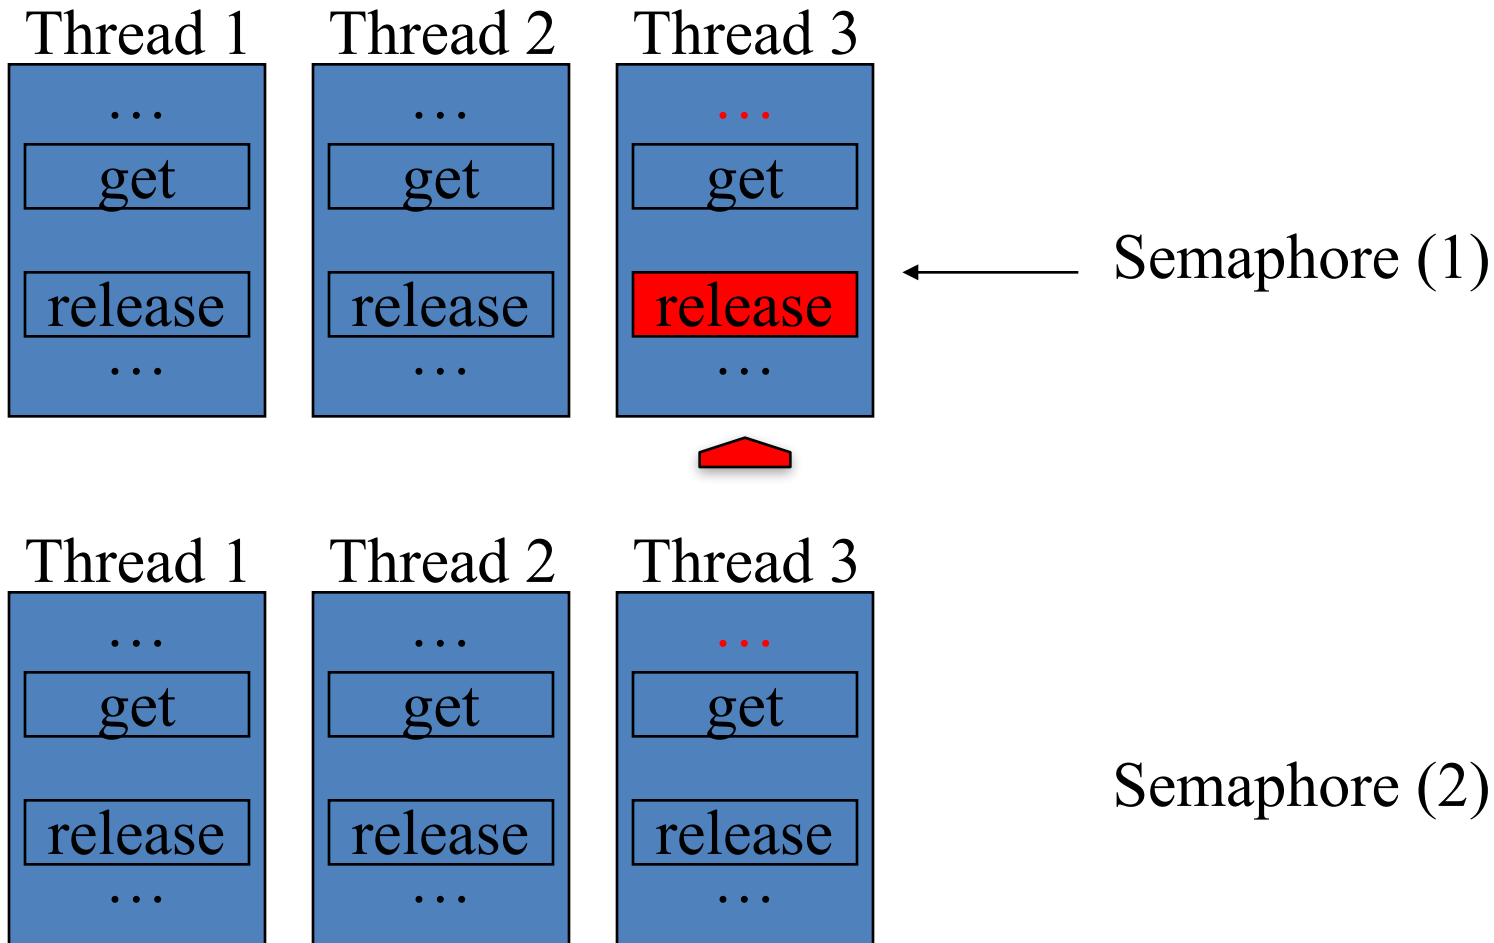 Thread 1 Thread 2 Thread 3
... ... ...
get get get
Semaphore (1)
release release release
... ... ...
Thread 1 Thread 2 Thread 3
... ... ...
get get get
Semaphore (2)
release release release
... ... ...